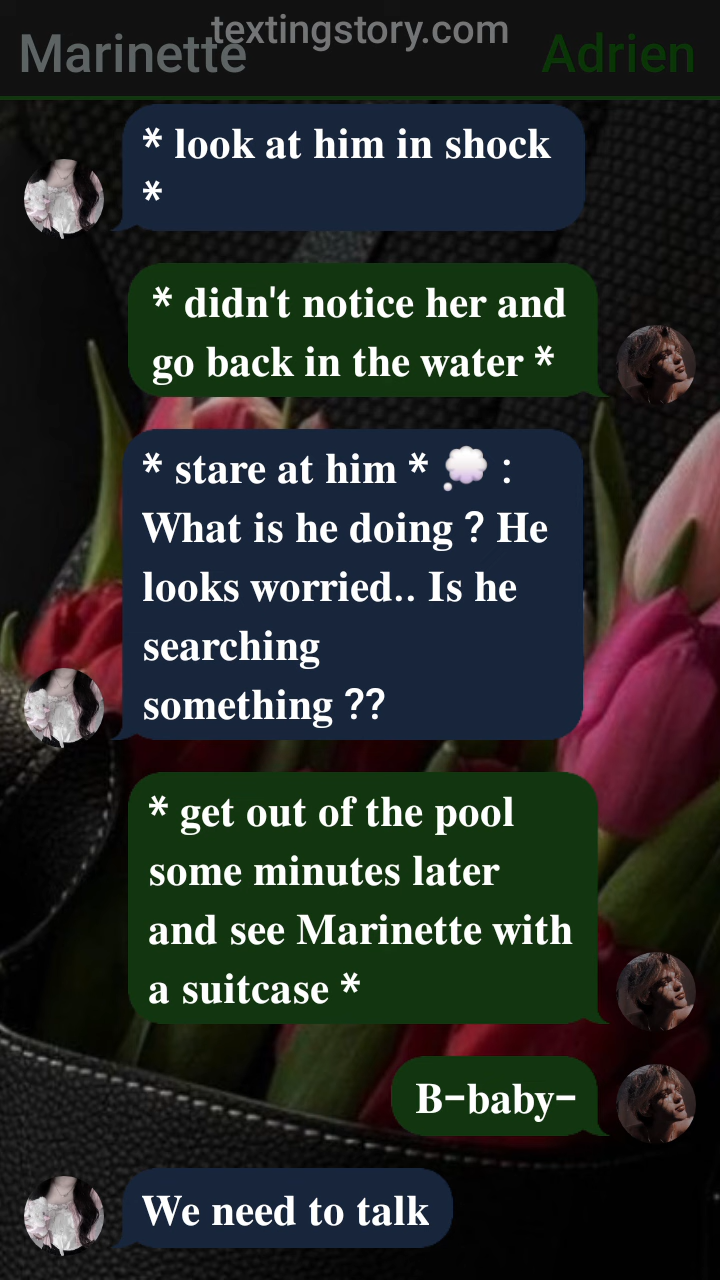 textingstory.com
Marinette Adrien
* look at him in shock
*
* didn't notice her and
go back in the water *
* stare at him * 💭 :
What is he doing ? He
looks worried.. Is he
searching
something ??
* get out of the pool
some minutes later
and see Marinette with
a suitcase *
B-baby-
We need to talk